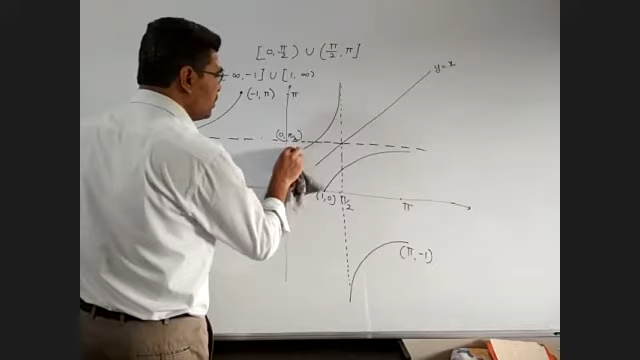 [0, π/2) ∪ (π/2, π]
∞, -1] ∪ [1, ∞)
(-1, π)
π
y=x
(0, π/2)
(1, 0)
π/2
π
(π, -1)